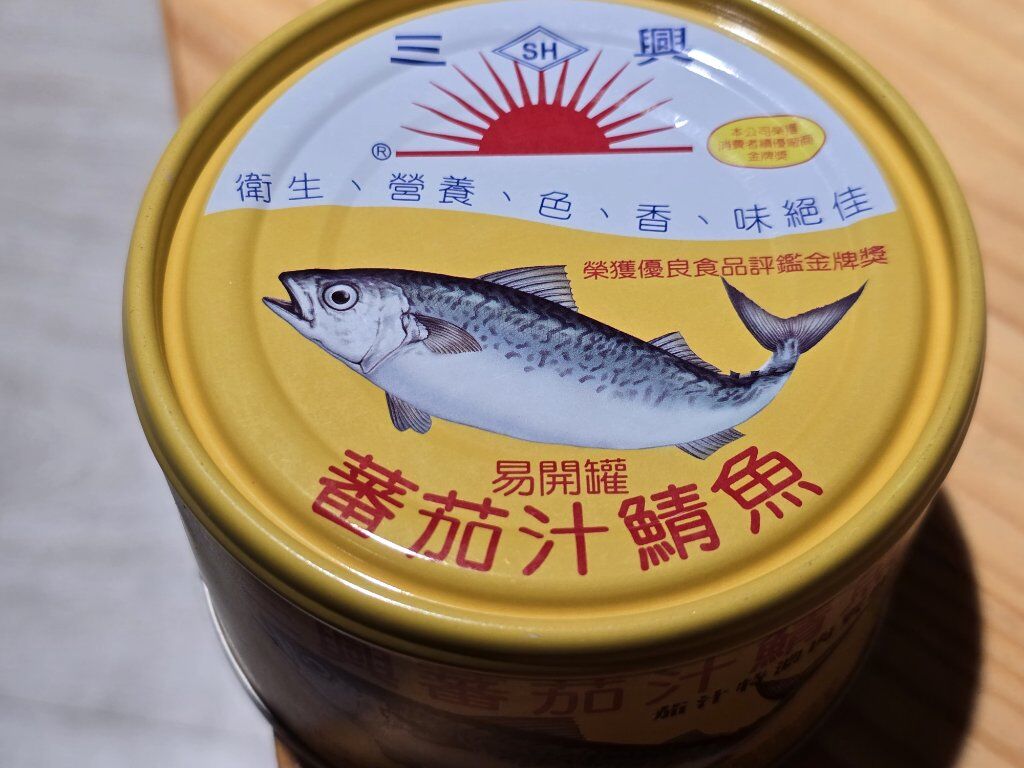 三 SH 興
®
本公司榮獲
消費者績優廠商
金牌獎
衛生、營養、色、香、味絕佳
榮獲優良食品評鑑金牌獎
易開罐
蕃茄汁鯖魚
興 蕃茄汁鯖